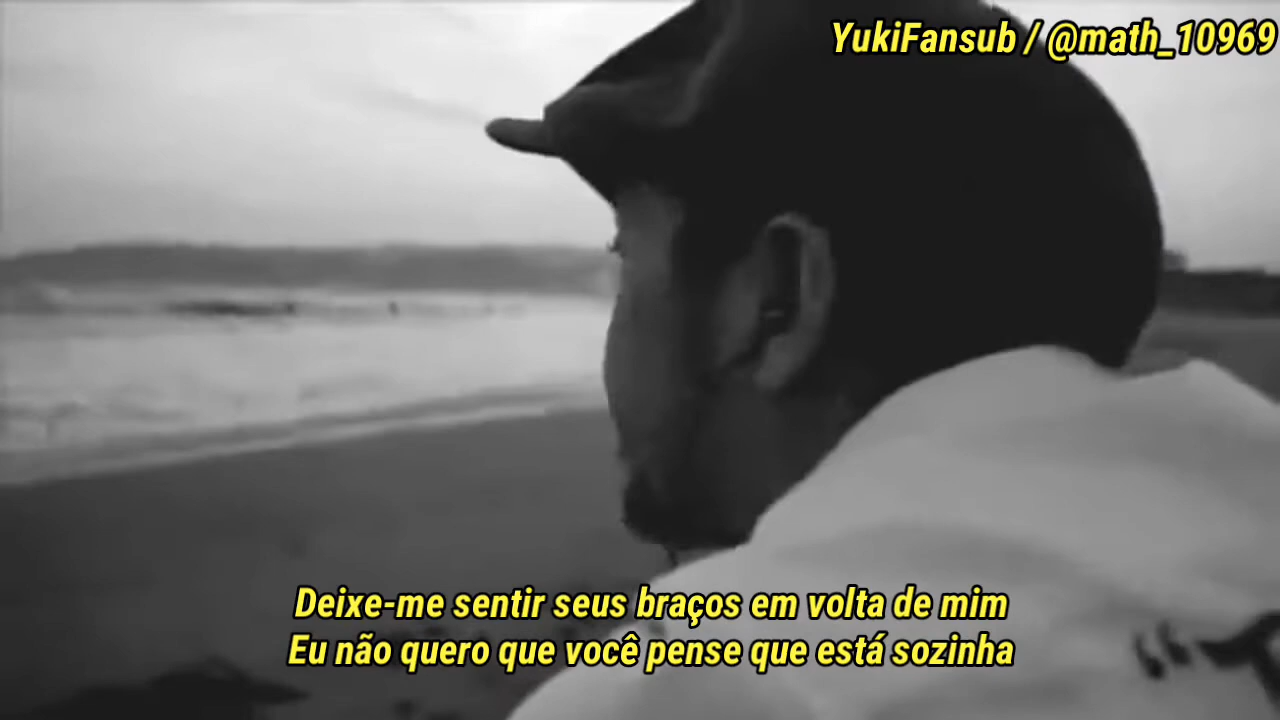 YukiFansub / @math_10969
Deixe-me sentir seus braços em volta de mim
Eu não quero que você pense que está sozinha